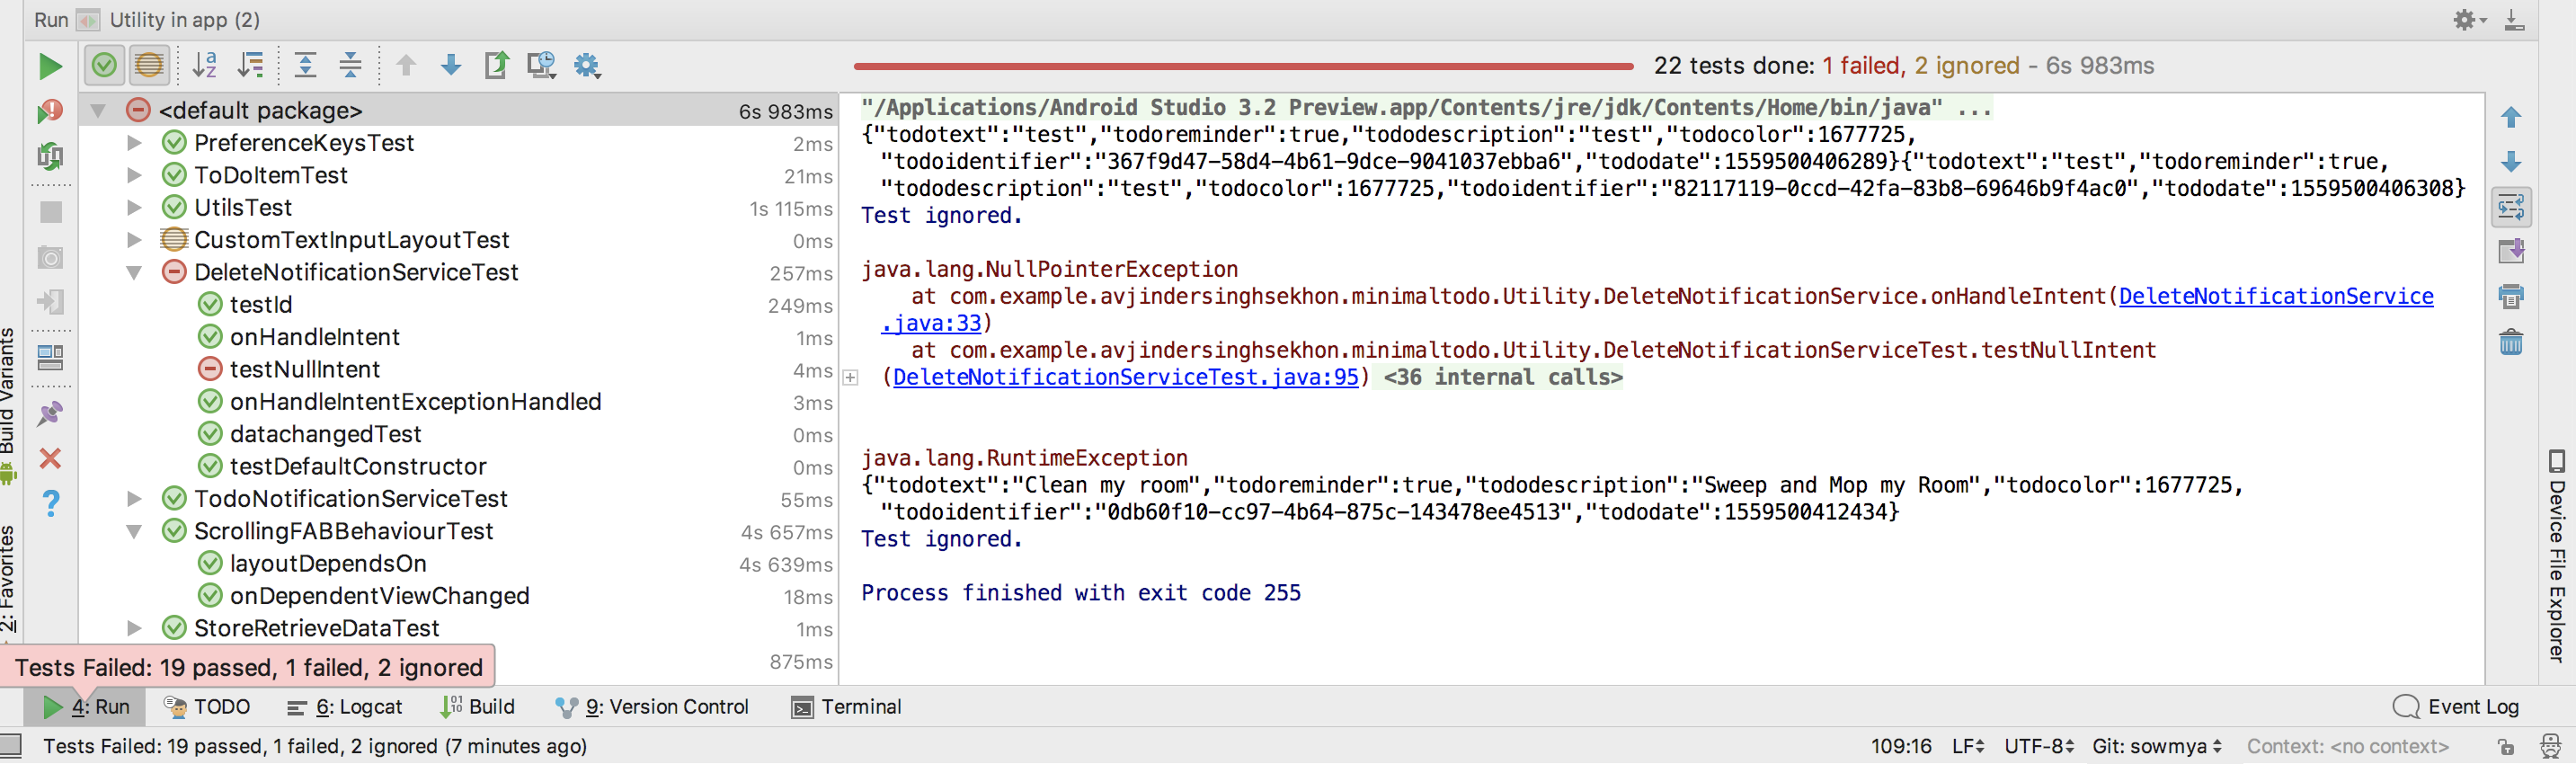 Run Utility in app (2)
22 tests done: 1 failed, 2 ignored - 6s 983ms
<default package> 6s 983ms
PreferenceKeysTest 2ms
ToDoItemTest 21ms
UtilsTest 1s 115ms
CustomTextInputLayoutTest 0ms
DeleteNotificationServiceTest 257ms
testId 249ms
onHandleIntent 1ms
testNullIntent 4ms
onHandleIntentExceptionHandled 3ms
datachangedTest 0ms
testDefaultConstructor 0ms
TodoNotificationServiceTest 55ms
ScrollingFABBehaviourTest 4s 657ms
layoutDependsOn 4s 639ms
onDependentViewChanged 18ms
StoreRetrieveDataTest 1ms
875ms
"/Applications/Android Studio 3.2 Preview.app/Contents/jre/jdk/Contents/Home/bin/java" ...
{"todotext":"test","todoreminder":true,"tododescription":"test","todocolor":1677725,
"todoidentifier":"367f9d47-58d4-4b61-9dce-9041037ebba6","tododate":1559500406289}{"todotext":"test","todoreminder":true,
"tododescription":"test","todocolor":1677725,"todoidentifier":"82117119-0ccd-42fa-83b8-69646b9f4ac0","tododate":1559500406308}
Test ignored.
java.lang.NullPointerException
at com.example.avjindersinghsekhon.minimaltodo.Utility.DeleteNotificationService.onHandleIntent(DeleteNotificationService
.java:33)
at com.example.avjindersinghsekhon.minimaltodo.Utility.DeleteNotificationServiceTest.testNullIntent
(DeleteNotificationServiceTest.java:95) <36 internal calls>
java.lang.RuntimeException
{"todotext":"Clean my room","todoreminder":true,"tododescription":"Sweep and Mop my Room","todocolor":1677725,
"todoidentifier":"0db60f10-cc97-4b64-875c-143478ee4513","tododate":1559500412434}
Test ignored.
Process finished with exit code 255
Build Variants
2: Favorites
Device File Explorer
Tests Failed: 19 passed, 1 failed, 2 ignored
4: Run TODO 6: Logcat Build 9: Version Control Terminal Event Log
Tests Failed: 19 passed, 1 failed, 2 ignored (7 minutes ago) 109:16 LF UTF-8 Git: sowmya Context: <no context>